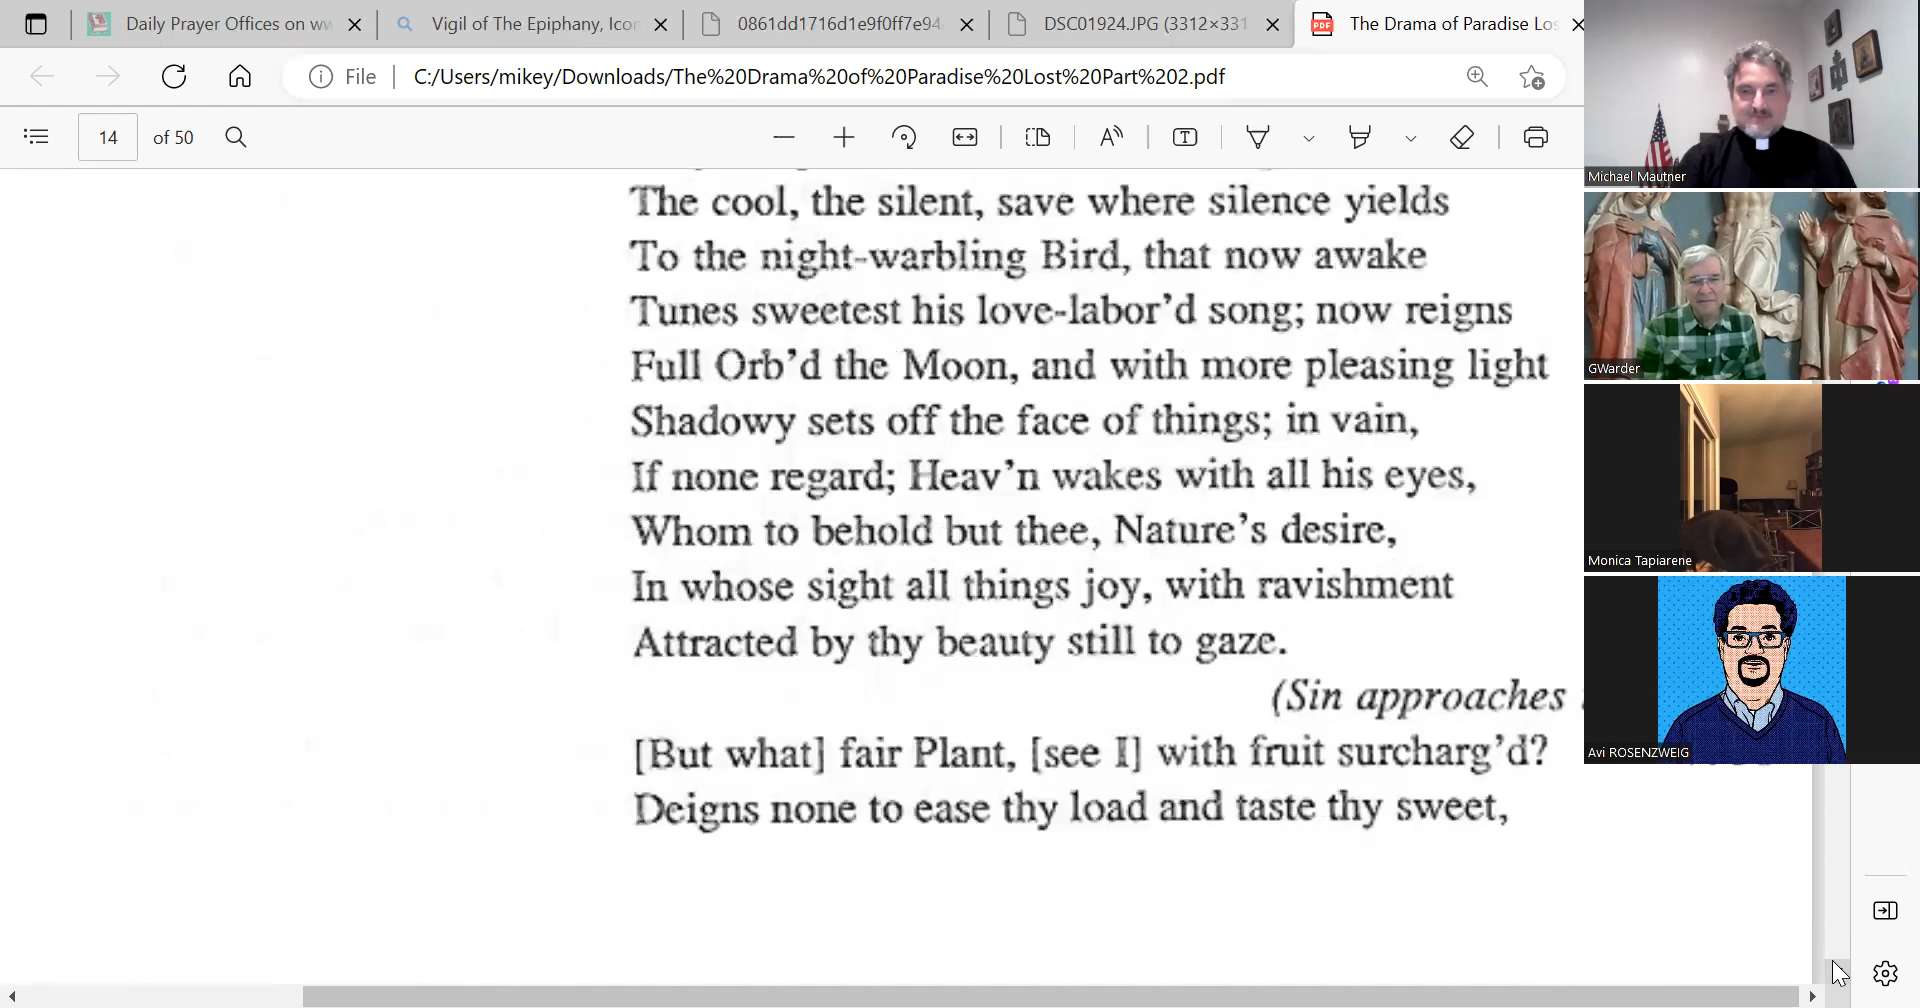 Daily Prayer Offices on ww
Vigil of The Epiphany, Icon
0861dd1716d1e9f0ff7e94
DSC01924.JPG (3312×331
PDF
The Drama of Paradise Los
File
C:/Users/mikey/Downloads/The%20Drama%20of%20Paradise%20Lost%20Part%202.pdf
14 of 50
The cool, the silent, save where silence yields
To the night-warbling Bird, that now awake
Tunes sweetest his love-labor’d song; now reigns
Full Orb’d the Moon, and with more pleasing light
Shadowy sets off the face of things; in vain,
If none regard; Heav’n wakes with all his eyes,
Whom to behold but thee, Nature’s desire,
In whose sight all things joy, with ravishment
Attracted by thy beauty still to gaze.
(Sin approaches
[But what] fair Plant, [see I] with fruit surcharg’d?
Deigns none to ease thy load and taste thy sweet,
Michael Mautner
GWarder
Monica Tapiarene
Avi ROSENZWEIG